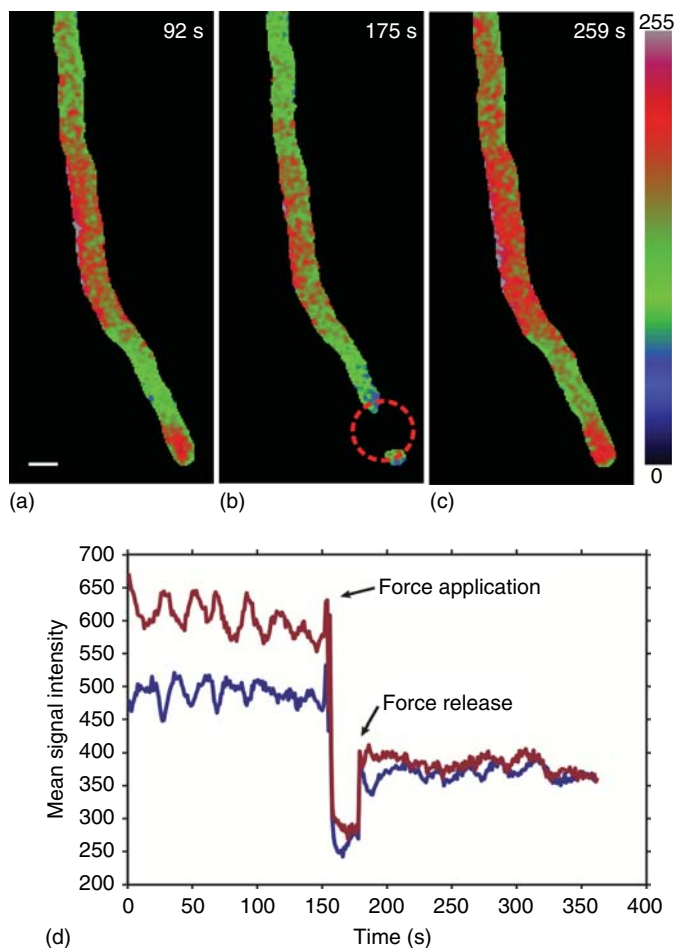 92 s
175 s
259 s
255
0
(a)
(b)
(c)
700
650
600
550
500
450
400
350
300
250
200
Mean signal intensity
Force application
Force release
0
50
100
150
200
250
300
350
400
Time (s)
(d)